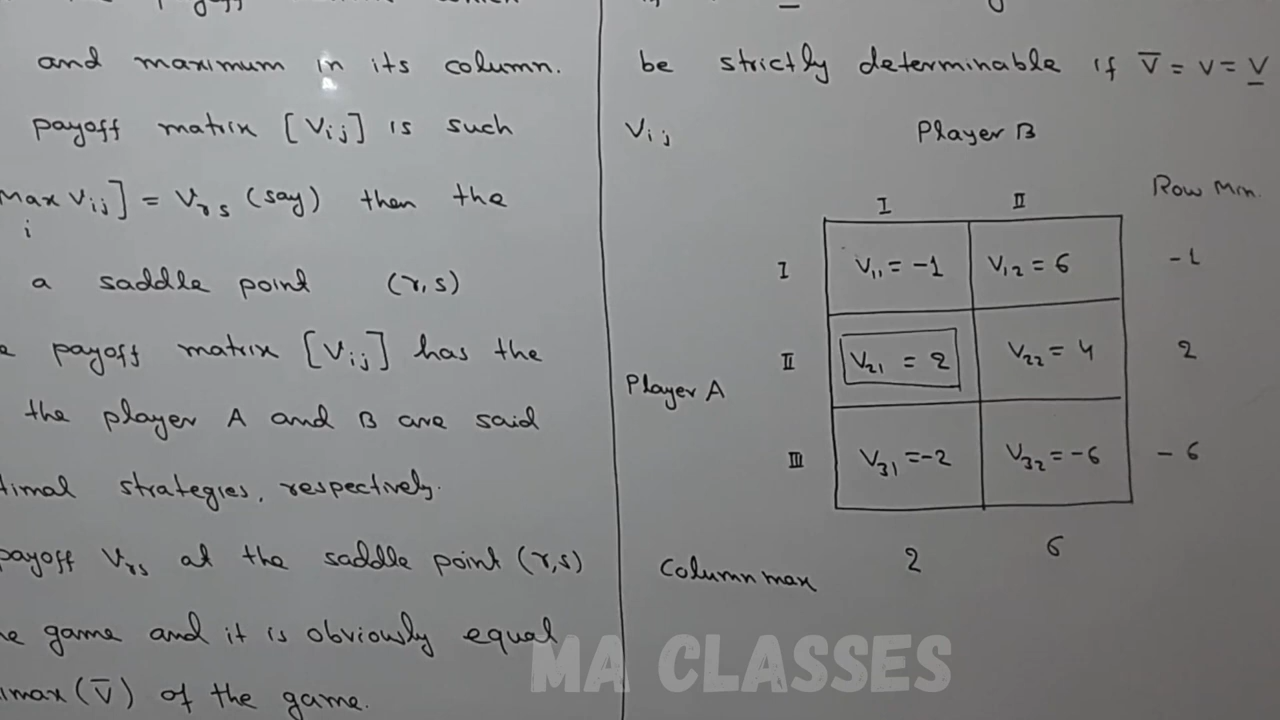 and maximum in its column.
payoff matrix [Vij] is such
Max Vij] = Vrs (say) then the
i
a saddle point (r,s)
payoff matrix [Vij] has the
the player A and B are said
timal strategies, respectively.
payoff Vrs at the saddle point (r,s)
game and it is obviously equal
imax (V̅) of the game.
be strictly determinable if V̅ = V = V̲
Vij Player B
I II Row Min.
I V11 = -1 V12 = 6 -1
II V21 = 2 V22 = 4 2
Player A
III V31 = -2 V32 = -6 -6
Column max 2 6
MA CLASSES